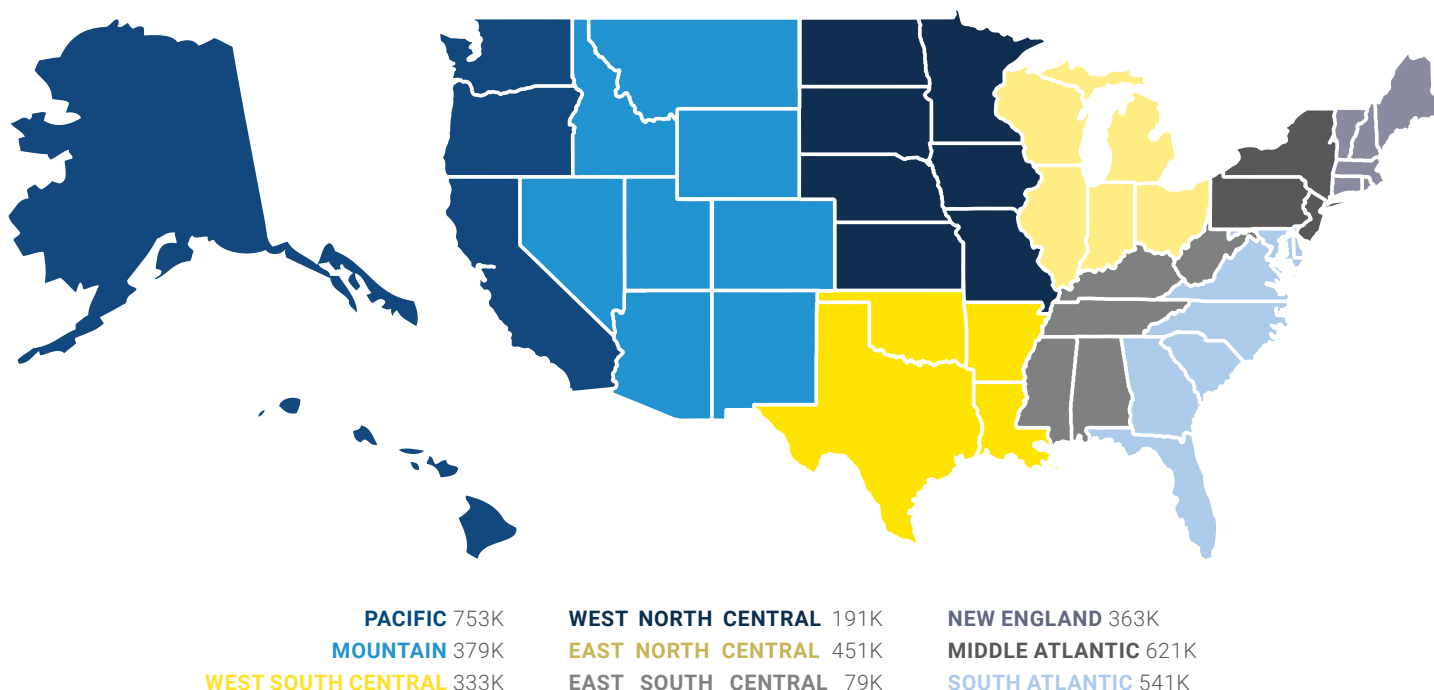 PACIFIC 753K
MOUNTAIN 379K
WEST SOUTH CENTRAL 333K
WEST NORTH CENTRAL 191K
EAST NORTH CENTRAL 451K
EAST SOUTH CENTRAL 79K
NEW ENGLAND 363K
MIDDLE ATLANTIC 621K
SOUTH ATLANTIC 541K